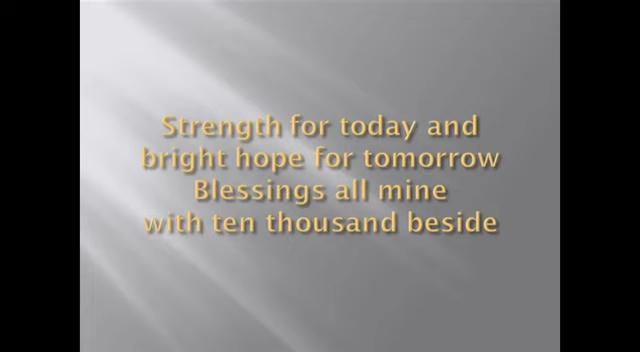 Strength for today and
bright hope for tomorrow
Blessings all mine
with ten thousand beside